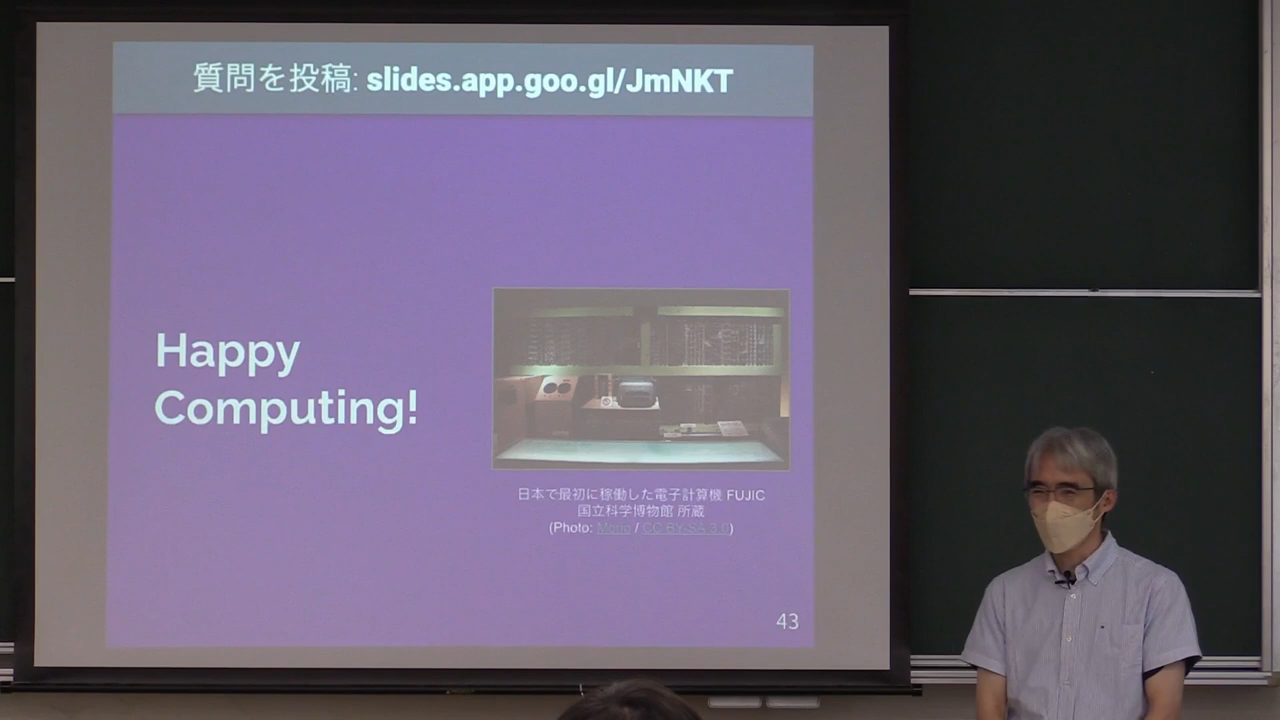 質問を投稿: slides.app.goo.gl/JmNKT
Happy
Computing!
日本で最初に稼働した電子計算機 FUJIC
国立科学博物館 所蔵
(Photo: Morio / CC BY-SA 3.0)
43